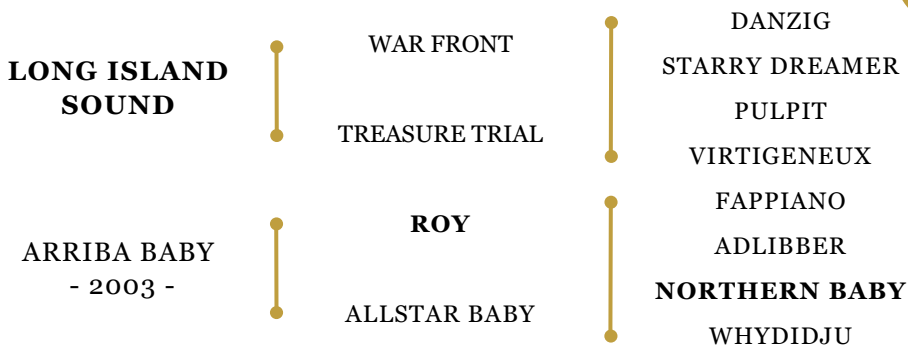 LONG ISLAND
SOUND
ARRIBA BABY
- 2003 -
WAR FRONT
TREASURE TRIAL
ROY
ALLSTAR BABY
DANZIG
STARRY DREAMER
PULPIT
VIRTIGENEUX
FAPPIANO
ADLIBBER
NORTHERN BABY
WHYDIDJU